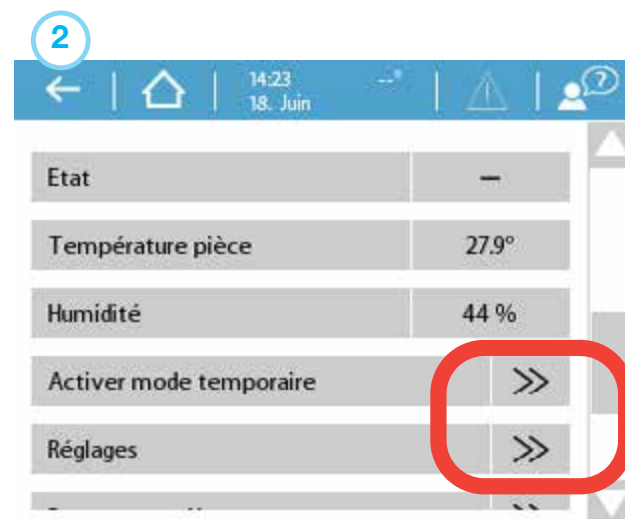 2
14:23 --°
18. Juin
?
Etat –
Température pièce 27.9°
Humidité 44 %
Activer mode temporaire >>
Réglages >>